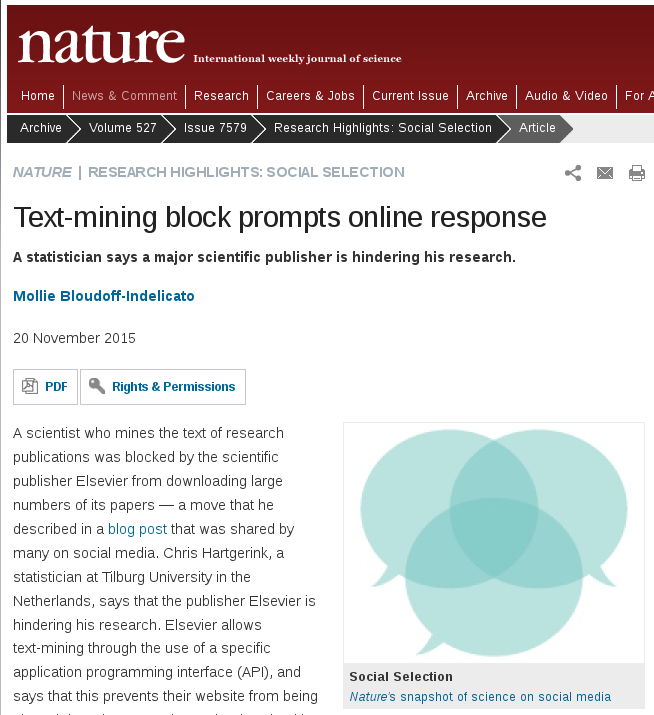 nature International weekly journal of science
Home News & Comment Research Careers & Jobs Current Issue Archive Audio & Video For A
Archive Volume 527 Issue 7579 Research Highlights: Social Selection Article
NATURE | RESEARCH HIGHLIGHTS: SOCIAL SELECTION
Text-mining block prompts online response
A statistician says a major scientific publisher is hindering his research.
Mollie Bloudoff-Indelicato
20 November 2015
PDF Rights & Permissions
A scientist who mines the text of research
publications was blocked by the scientific
publisher Elsevier from downloading large
numbers of its papers — a move that he
described in a blog post that was shared by
many on social media. Chris Hartgerink, a
statistician at Tilburg University in the
Netherlands, says that the publisher Elsevier is
hindering his research. Elsevier allows
text-mining through the use of a specific
application programming interface (API), and
says that this prevents their website from being
Social Selection
Nature's snapshot of science on social media